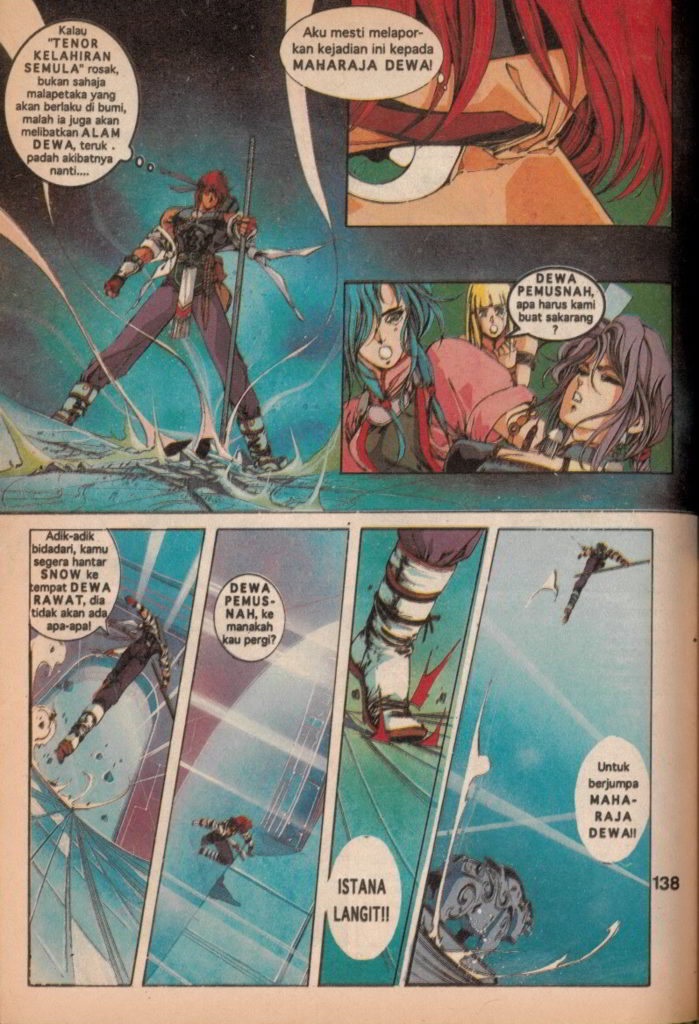 Kalau
"TENOR
KELAHIRAN
SEMULA" rosak,
bukan sahaja
malapetaka yang
akan berlaku di bumi,
malah ia juga akan
melibatkan ALAM
DEWA, teruk
padah akibatnya
nanti....
Aku mesti melapor-
kan kejadian ini kepada
MAHARAJA DEWA!
DEWA
PEMUSNAH,
apa harus kami
buat sakarang
?
Adik-adik
bidadari, kamu
segera hantar
SNOW ke
tempat DEWA
RAWAT, dia
tidak akan ada
apa-apa!
DEWA
PEMUS-
NAH, ke
manakah
kau pergi?
ISTANA
LANGIT!!
Untuk
berjumpa
MAHA-
RAJA
DEWA!!
138